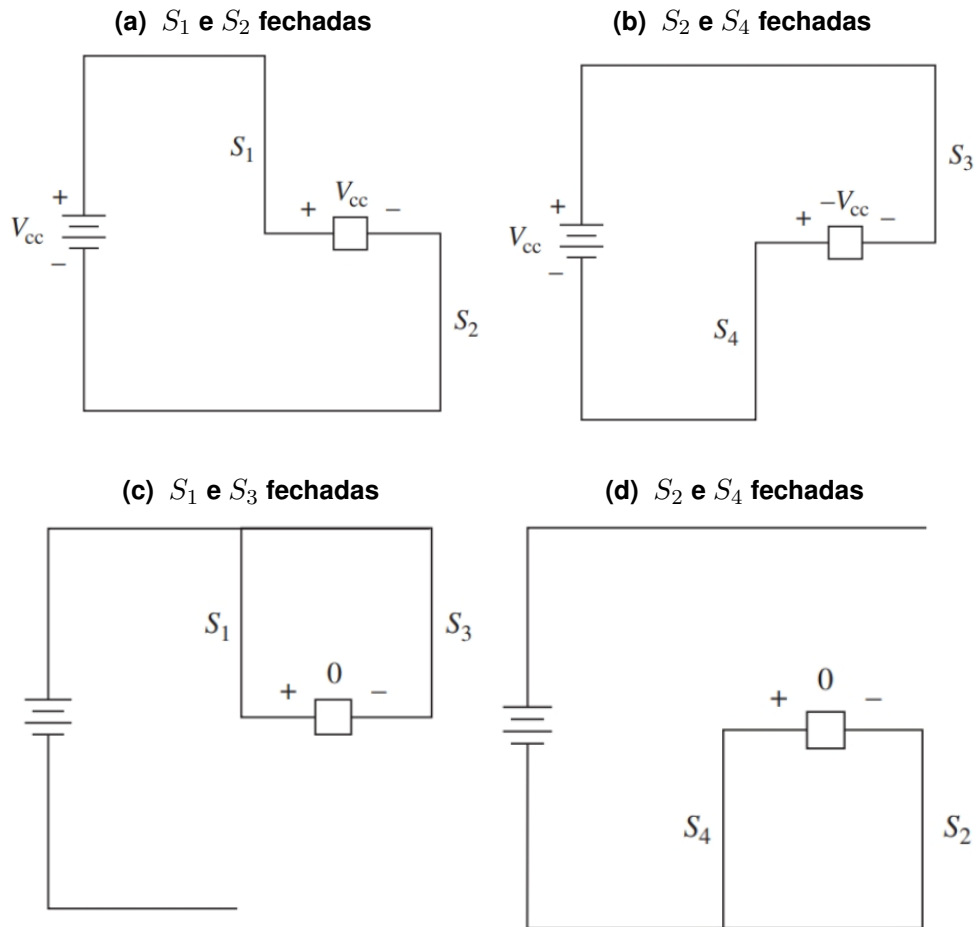 (a) S1 e S2 fechadas
(b) S2 e S4 fechadas
S1
+ Vcc −
+
Vcc
−
S2
S3
+ −Vcc −
+
Vcc
−
S4
(c) S1 e S3 fechadas
(d) S2 e S4 fechadas
S1
S3
+ 0 −
+ 0 −
S4
S2